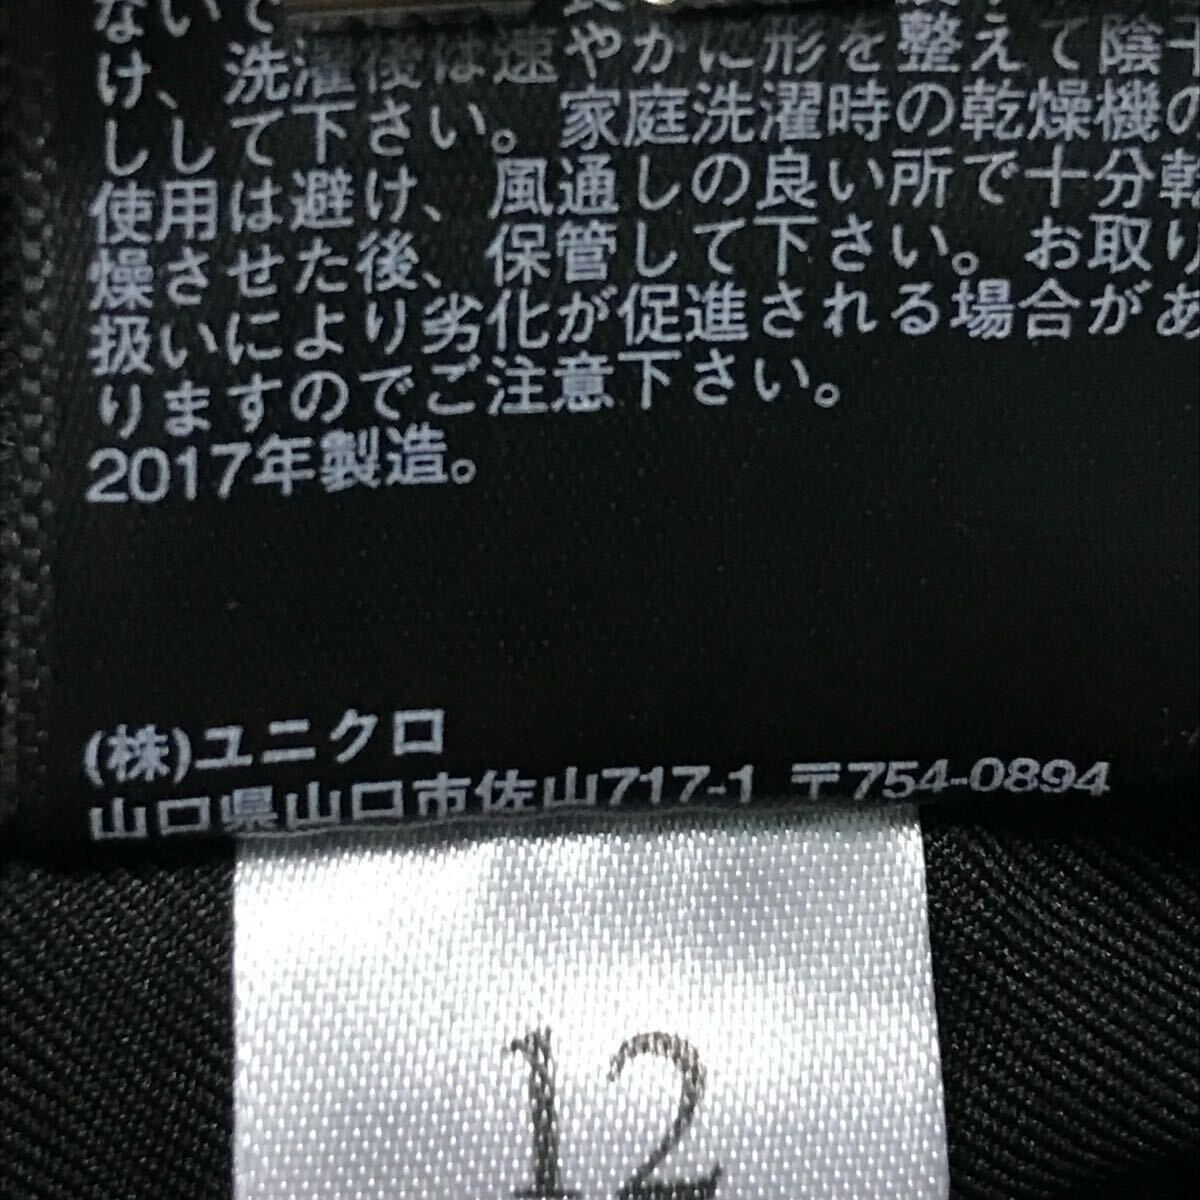 ないで
け、洗濯後は速やかに形を整えて陰干
しして下さい。家庭洗濯時の乾燥機の
使用は避け、風通しの良い所で十分乾
燥させた後、保管して下さい。お取り
扱いにより劣化が促進される場合があ
りますのでご注意下さい。
2017年製造。
(株)ユニクロ
山口県山口市佐山717-1 〒754-0894
12